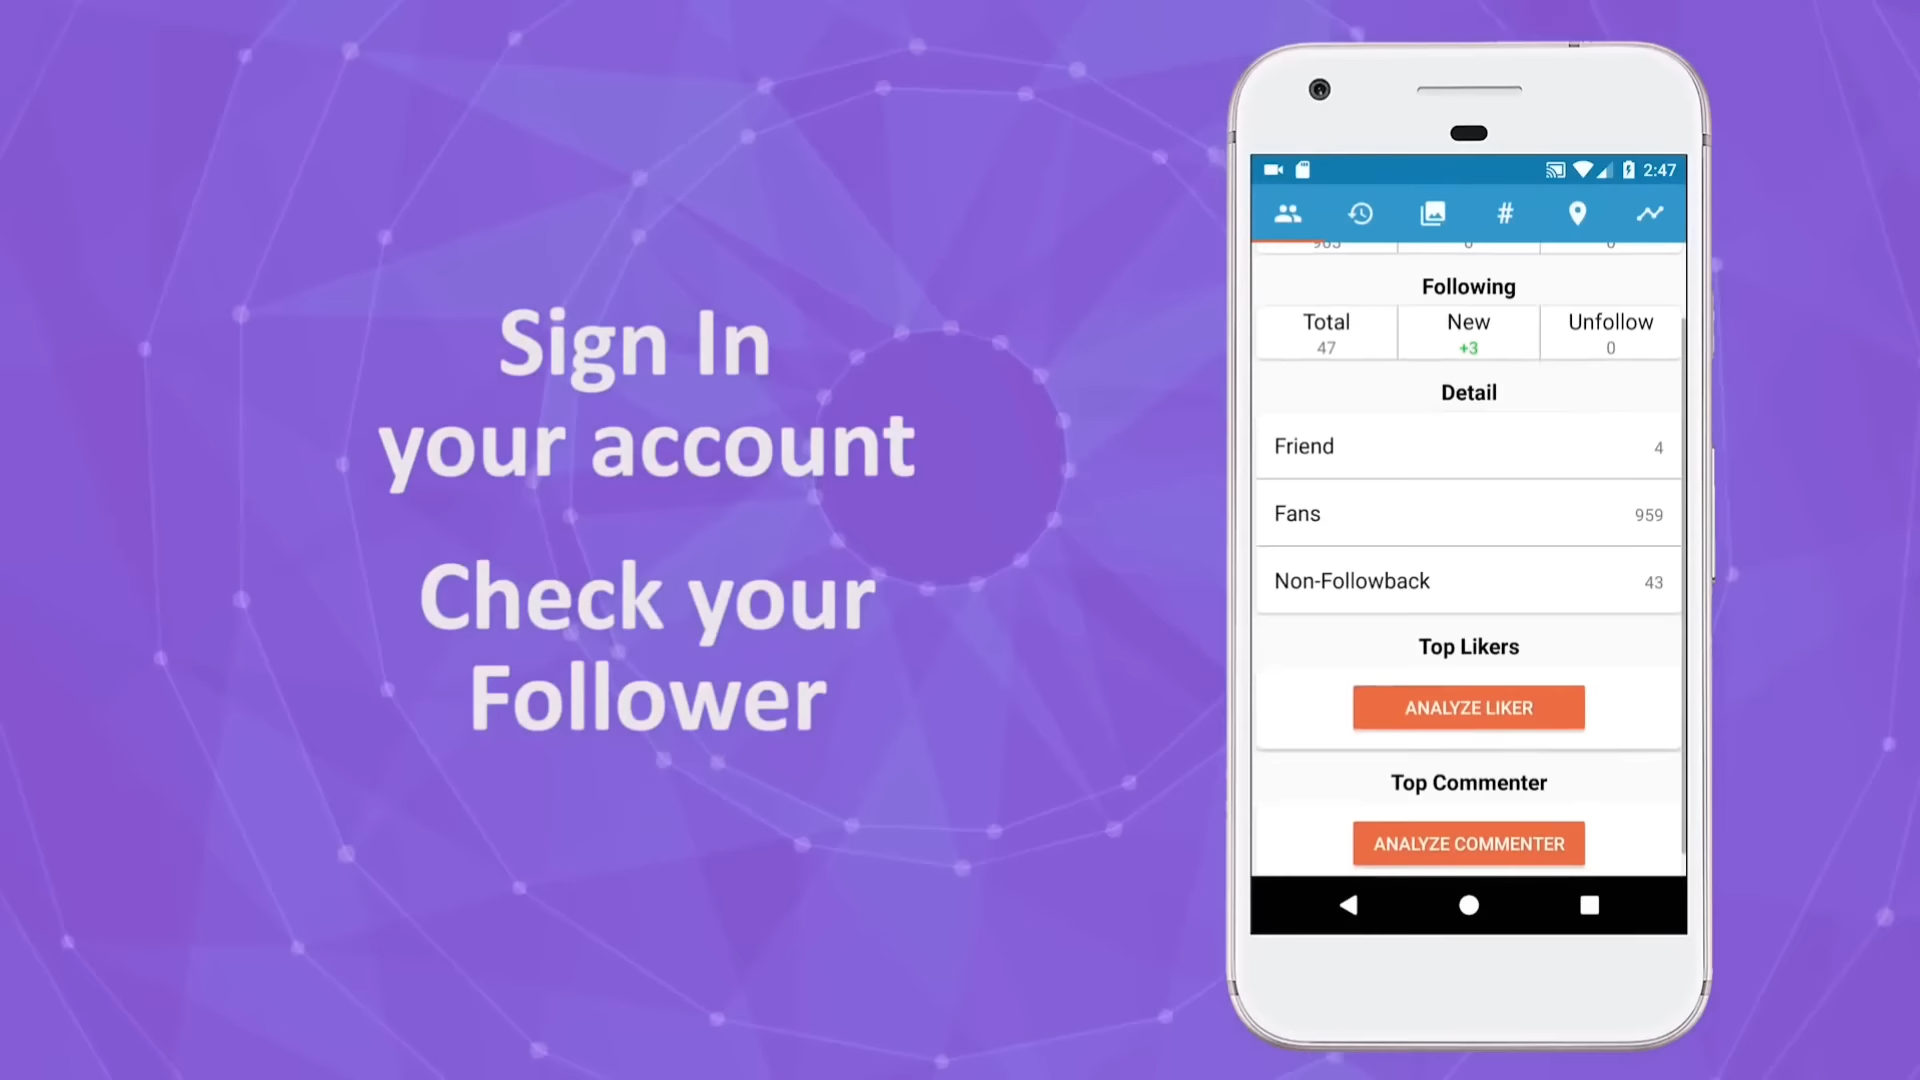 Sign In
your account
Check your
Follower
2:47
#
Following
Total New Unfollow
47 +3 0
Detail
Friend 4
Fans 959
Non-Followback 43
Top Likers
ANALYZE LIKER
Top Commenter
ANALYZE COMMENTER